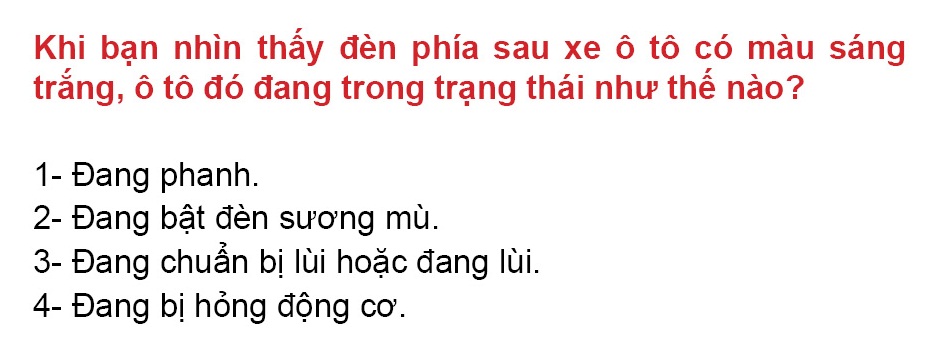 Khi bạn nhìn thấy đèn phía sau xe ô tô có màu sáng
trắng, ô tô đó đang trong trạng thái như thế nào?
1- Đang phanh.
2- Đang bật đèn sương mù.
3- Đang chuẩn bị lùi hoặc đang lùi.
4- Đang bị hỏng động cơ.